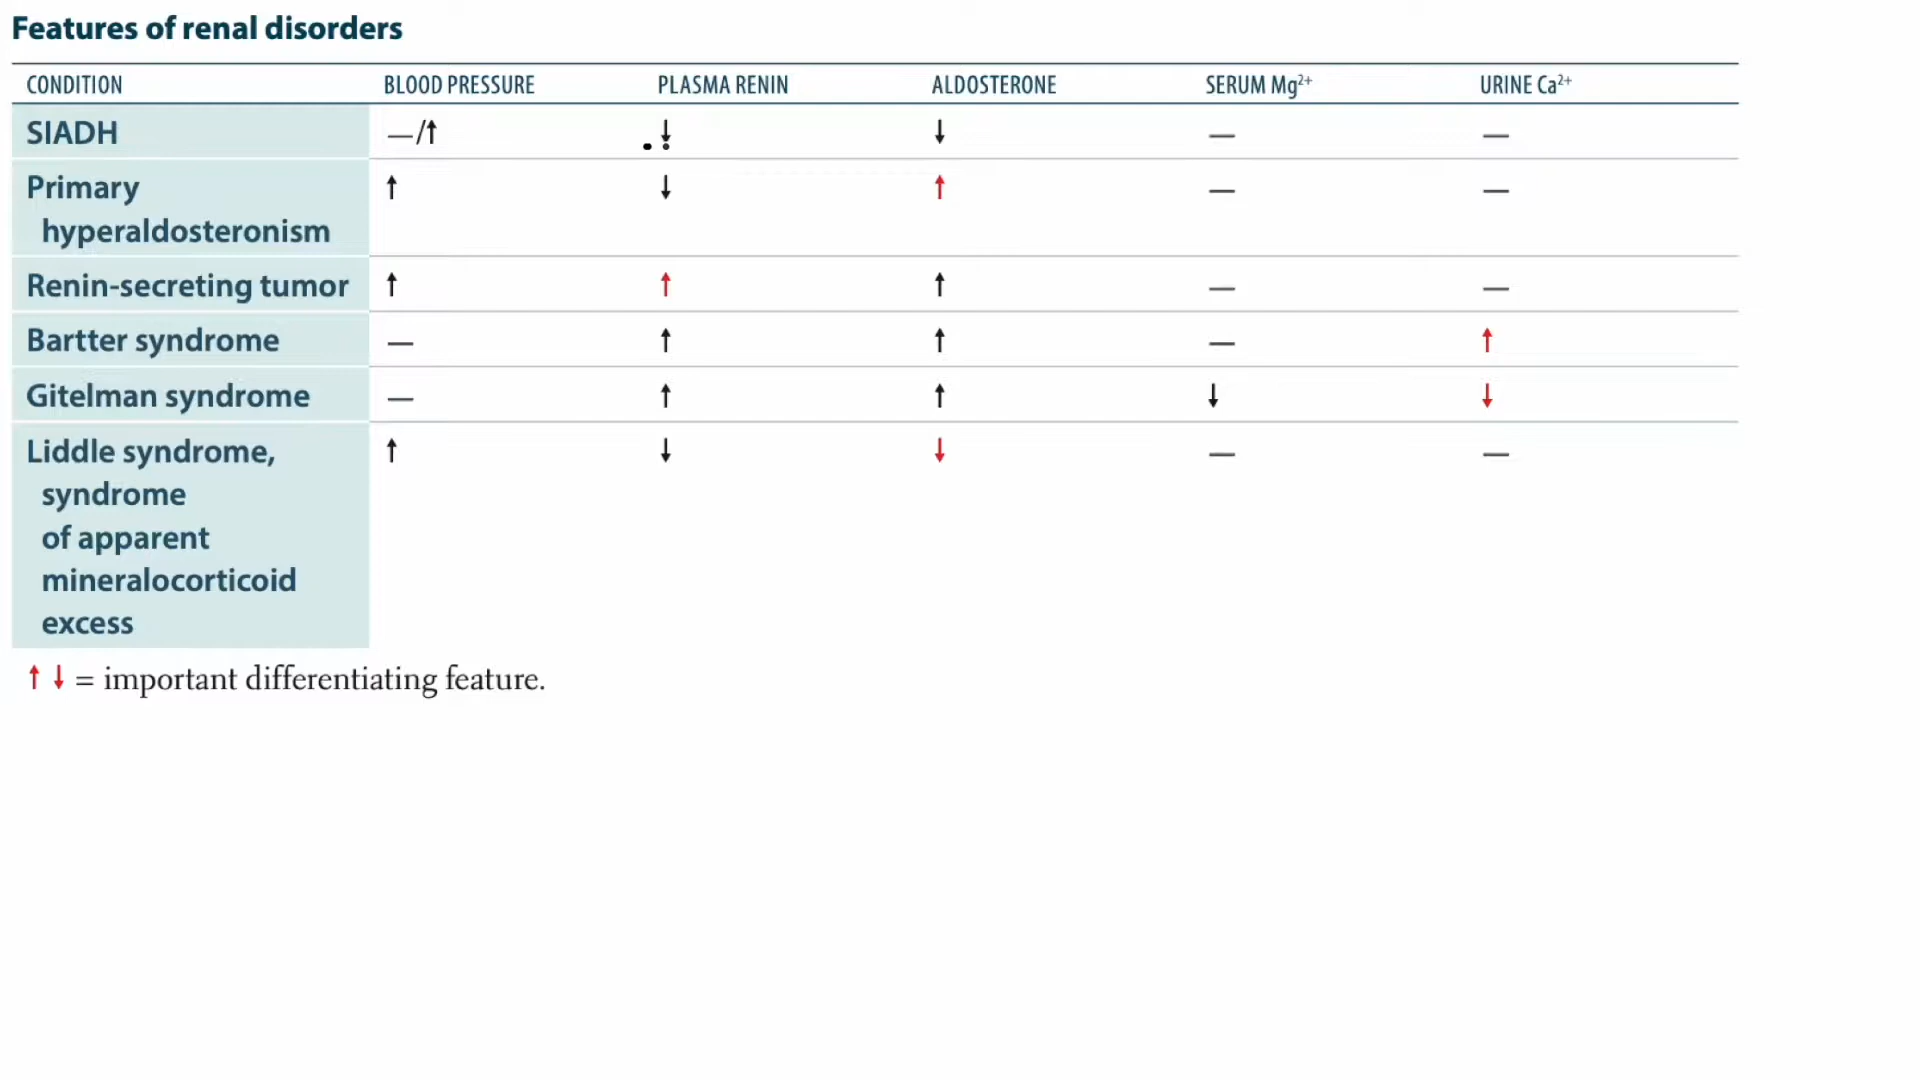 Features of renal disorders
CONDITION BLOOD PRESSURE PLASMA RENIN ALDOSTERONE SERUM Mg²⁺ URINE Ca²⁺
SIADH —/↑ ↓ ↓ — —
Primary ↑ ↓ ↑ — —
hyperaldosteronism
Renin-secreting tumor ↑ ↑ ↑ — —
Bartter syndrome — ↑ ↑ — ↑
Gitelman syndrome — ↑ ↑ ↓ ↓
Liddle syndrome, ↑ ↓ ↓ — —
syndrome
of apparent
mineralocorticoid
excess
↑ ↓ = important differentiating feature.